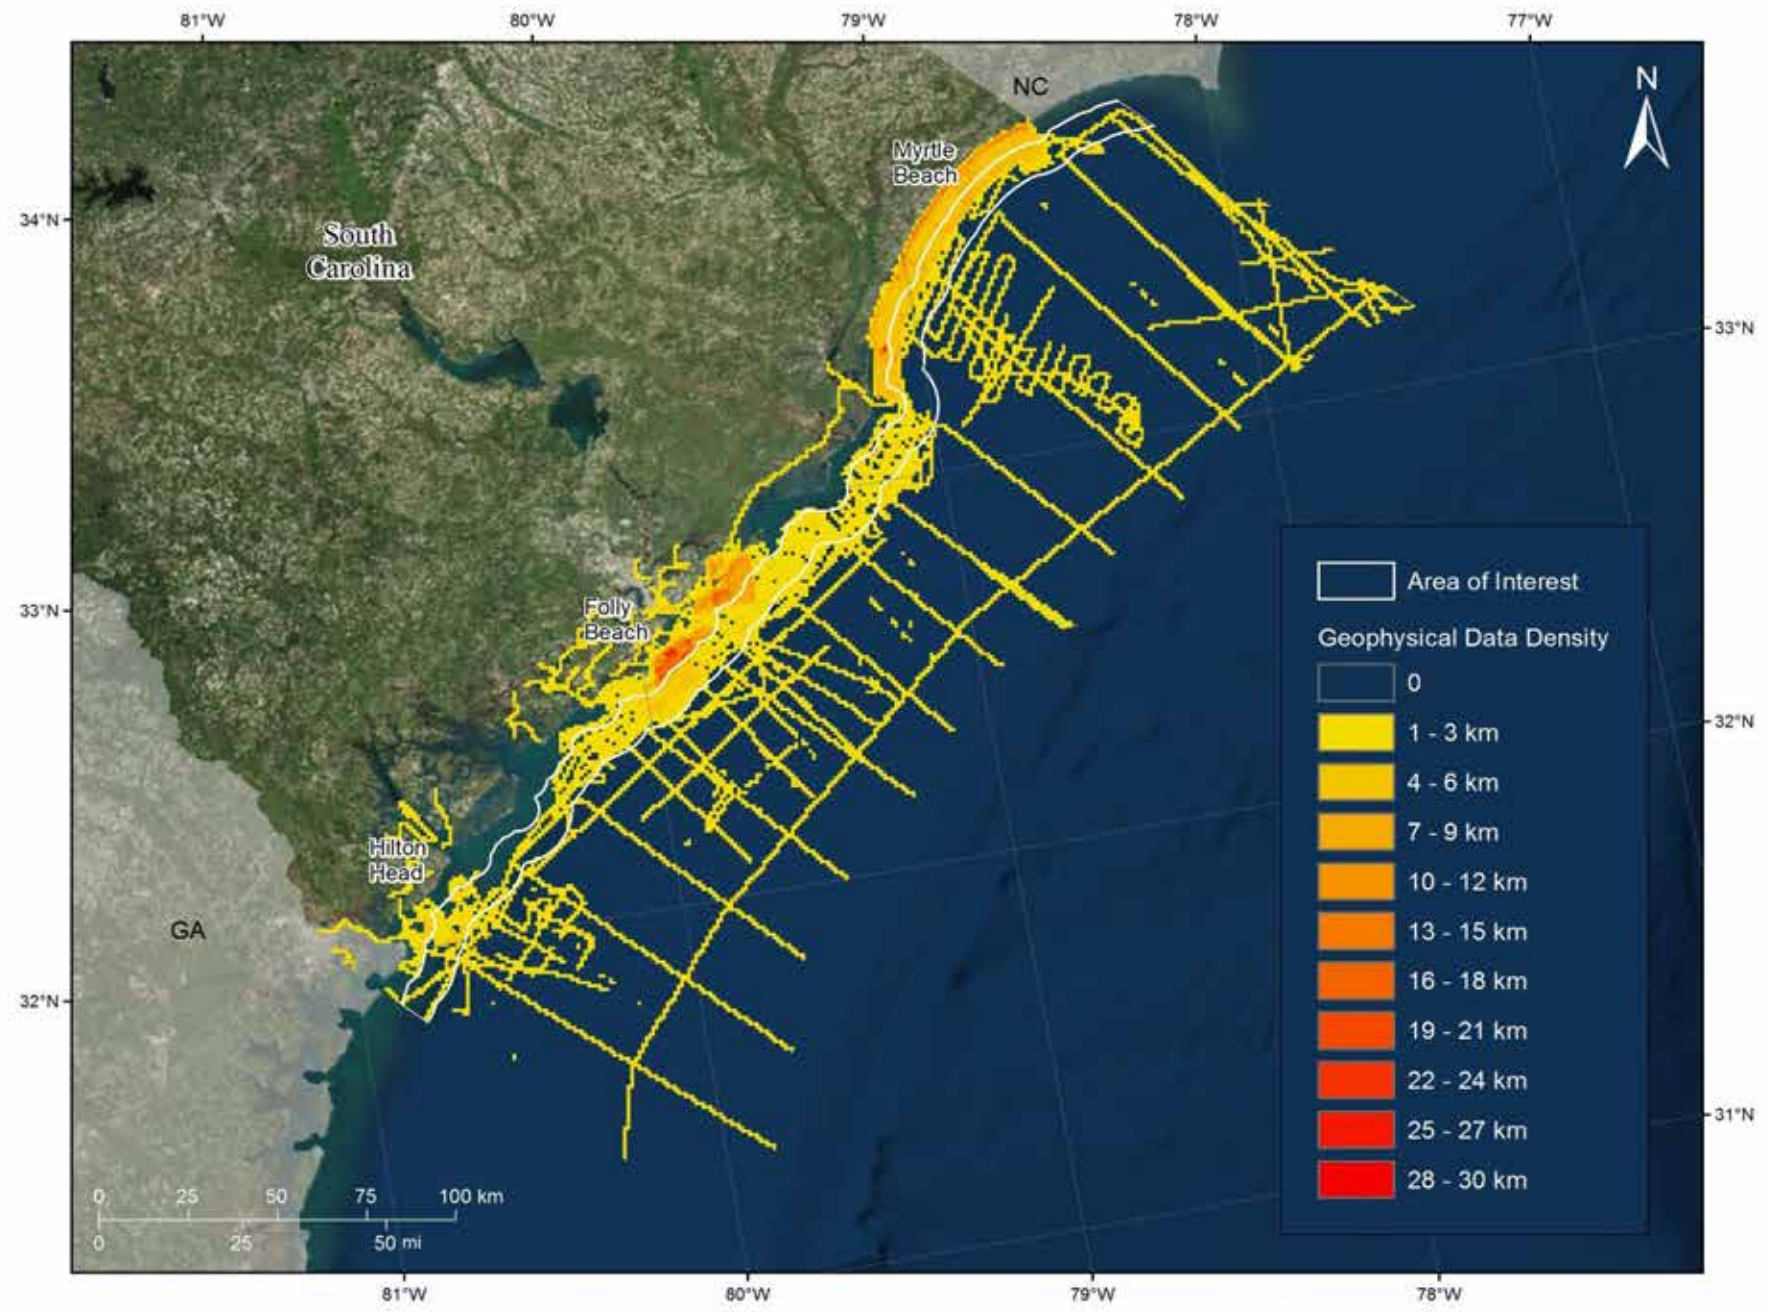 81°W 80°W 79°W 78°W 77°W
N
NC
Myrtle
Beach
34°N
South
Carolina
33°N
Area of Interest
33°N
Folly
Beach
Geophysical Data Density
0
1 - 3 km
32°N
4 - 6 km
7 - 9 km
Hilton
Head
10 - 12 km
GA
13 - 15 km
16 - 18 km
32°N
19 - 21 km
22 - 24 km
31°N
25 - 27 km
28 - 30 km
0 25 50 75 100 km
0 25 50 mi
81°W 80°W 79°W 78°W